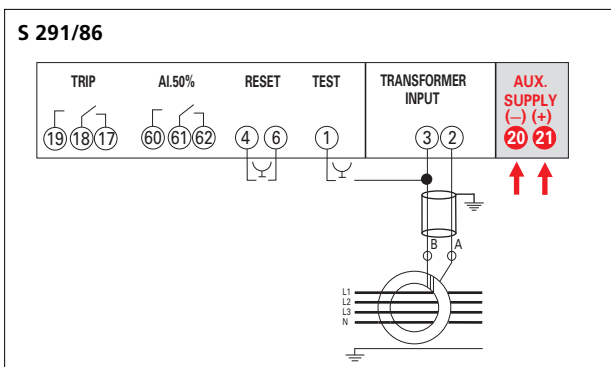 S 291/86
TRIP AI.50% RESET TEST TRANSFORMER INPUT AUX. SUPPLY
(—) (+)
19 18 17 60 61 62 4 6 1 3 2 20 21
B A
L1
L2
L3
N